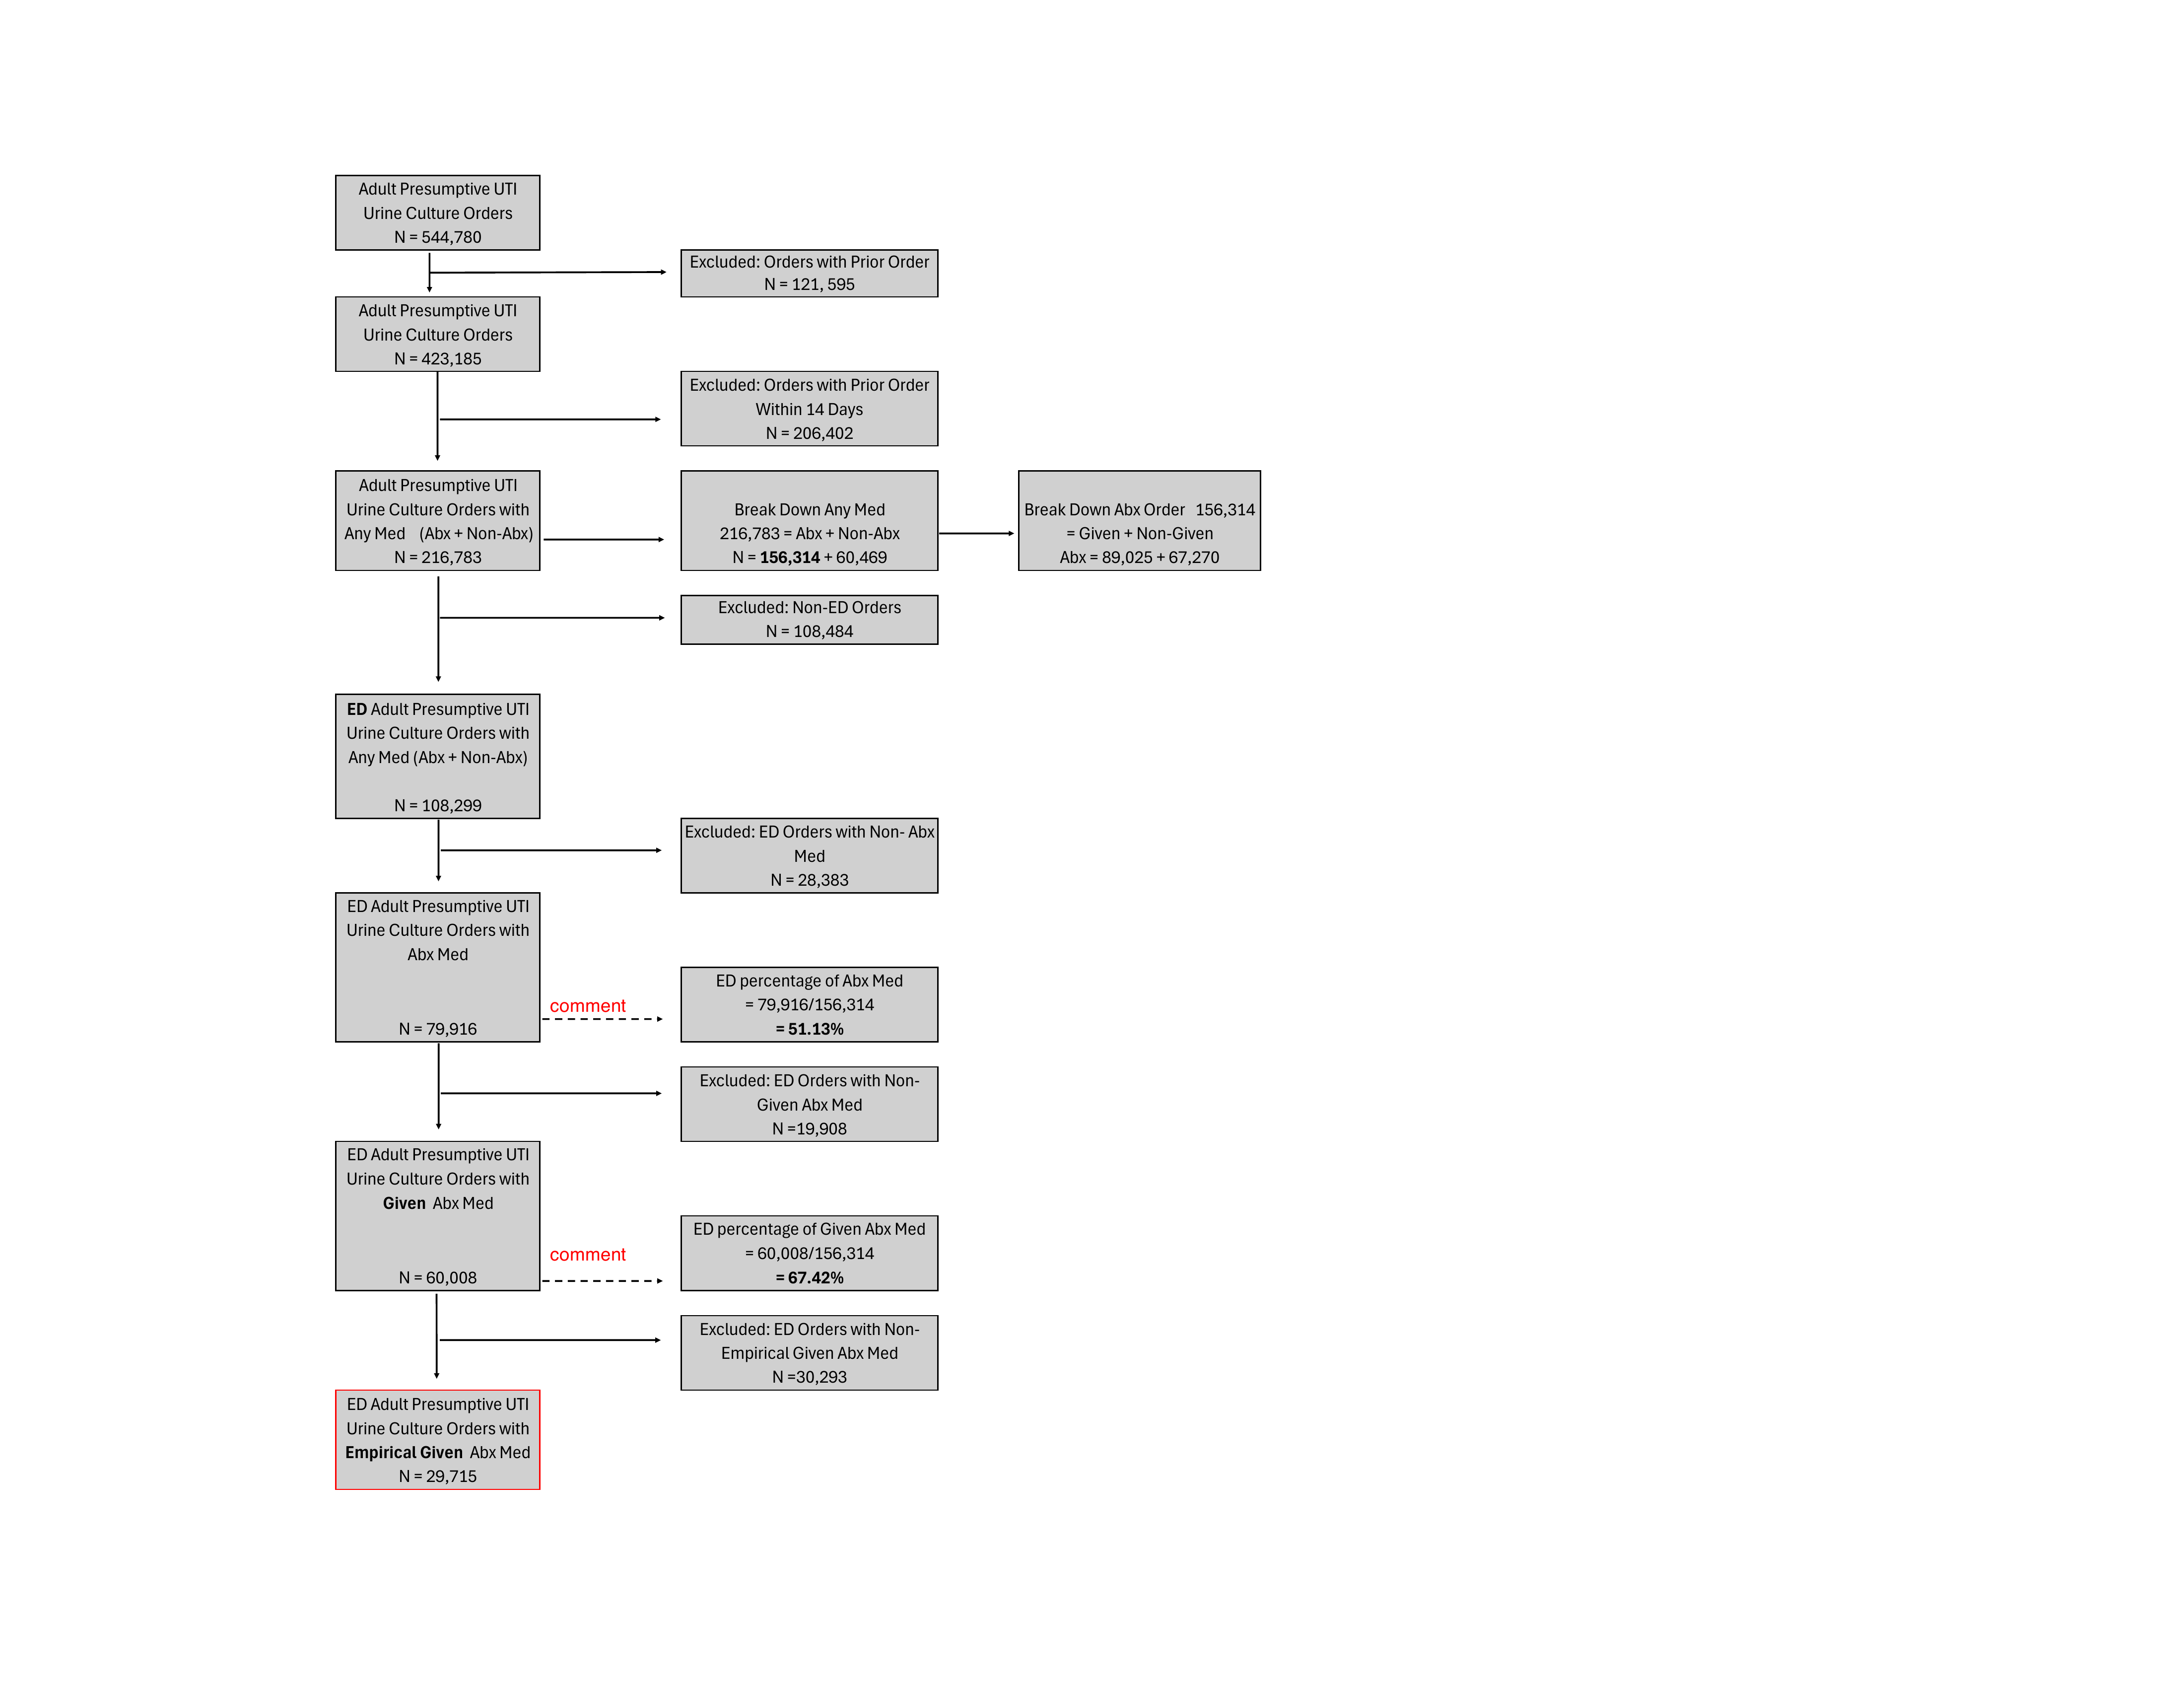 Adult Presumptive UTI
Urine Culture Orders
N = 544,780
Excluded: Orders with Prior Order
N = 121, 595
Adult Presumptive UTI
Urine Culture Orders
N = 423,185
Excluded: Orders with Prior Order
Within 14 Days
N = 206,402
Adult Presumptive UTI
Urine Culture Orders with
Any Med (Abx + Non-Abx)
N = 216,783
Break Down Any Med
216,783 = Abx + Non-Abx
N = 156,314 + 60,469
Break Down Abx Order 156,314
= Given + Non-Given
Abx = 89,025 + 67,270
Excluded: Non-ED Orders
N = 108,484
ED Adult Presumptive UTI
Urine Culture Orders with
Any Med (Abx + Non-Abx)
N = 108,299
Excluded: ED Orders with Non- Abx
Med
N = 28,383
ED Adult Presumptive UTI
Urine Culture Orders with
Abx Med
N = 79,916
comment
ED percentage of Abx Med
= 79,916/156,314
= 51.13%
Excluded: ED Orders with Non-
Given Abx Med
N =19,908
ED Adult Presumptive UTI
Urine Culture Orders with
Given Abx Med
N = 60,008
comment
ED percentage of Given Abx Med
= 60,008/156,314
= 67.42%
Excluded: ED Orders with Non-
Empirical Given Abx Med
N =30,293
ED Adult Presumptive UTI
Urine Culture Orders with
Empirical Given Abx Med
N = 29,715